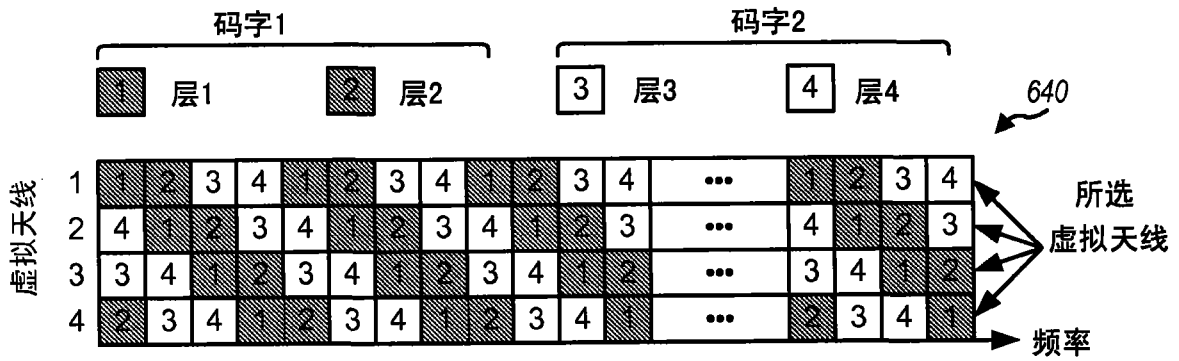 码字1 码字2
1 层1 2 层2 3 层3 4 层4
640
虚拟天线
1 1 2 3 4 1 2 3 4 1 2 3 4 ••• 1 2 3 4
2 4 1 2 3 4 1 2 3 4 1 2 3 ••• 4 1 2 3
3 3 4 1 2 3 4 1 2 3 4 1 2 ••• 3 4 1 2
4 2 3 4 1 2 3 4 1 2 3 4 1 ••• 2 3 4 1
所选
虚拟天线
频率